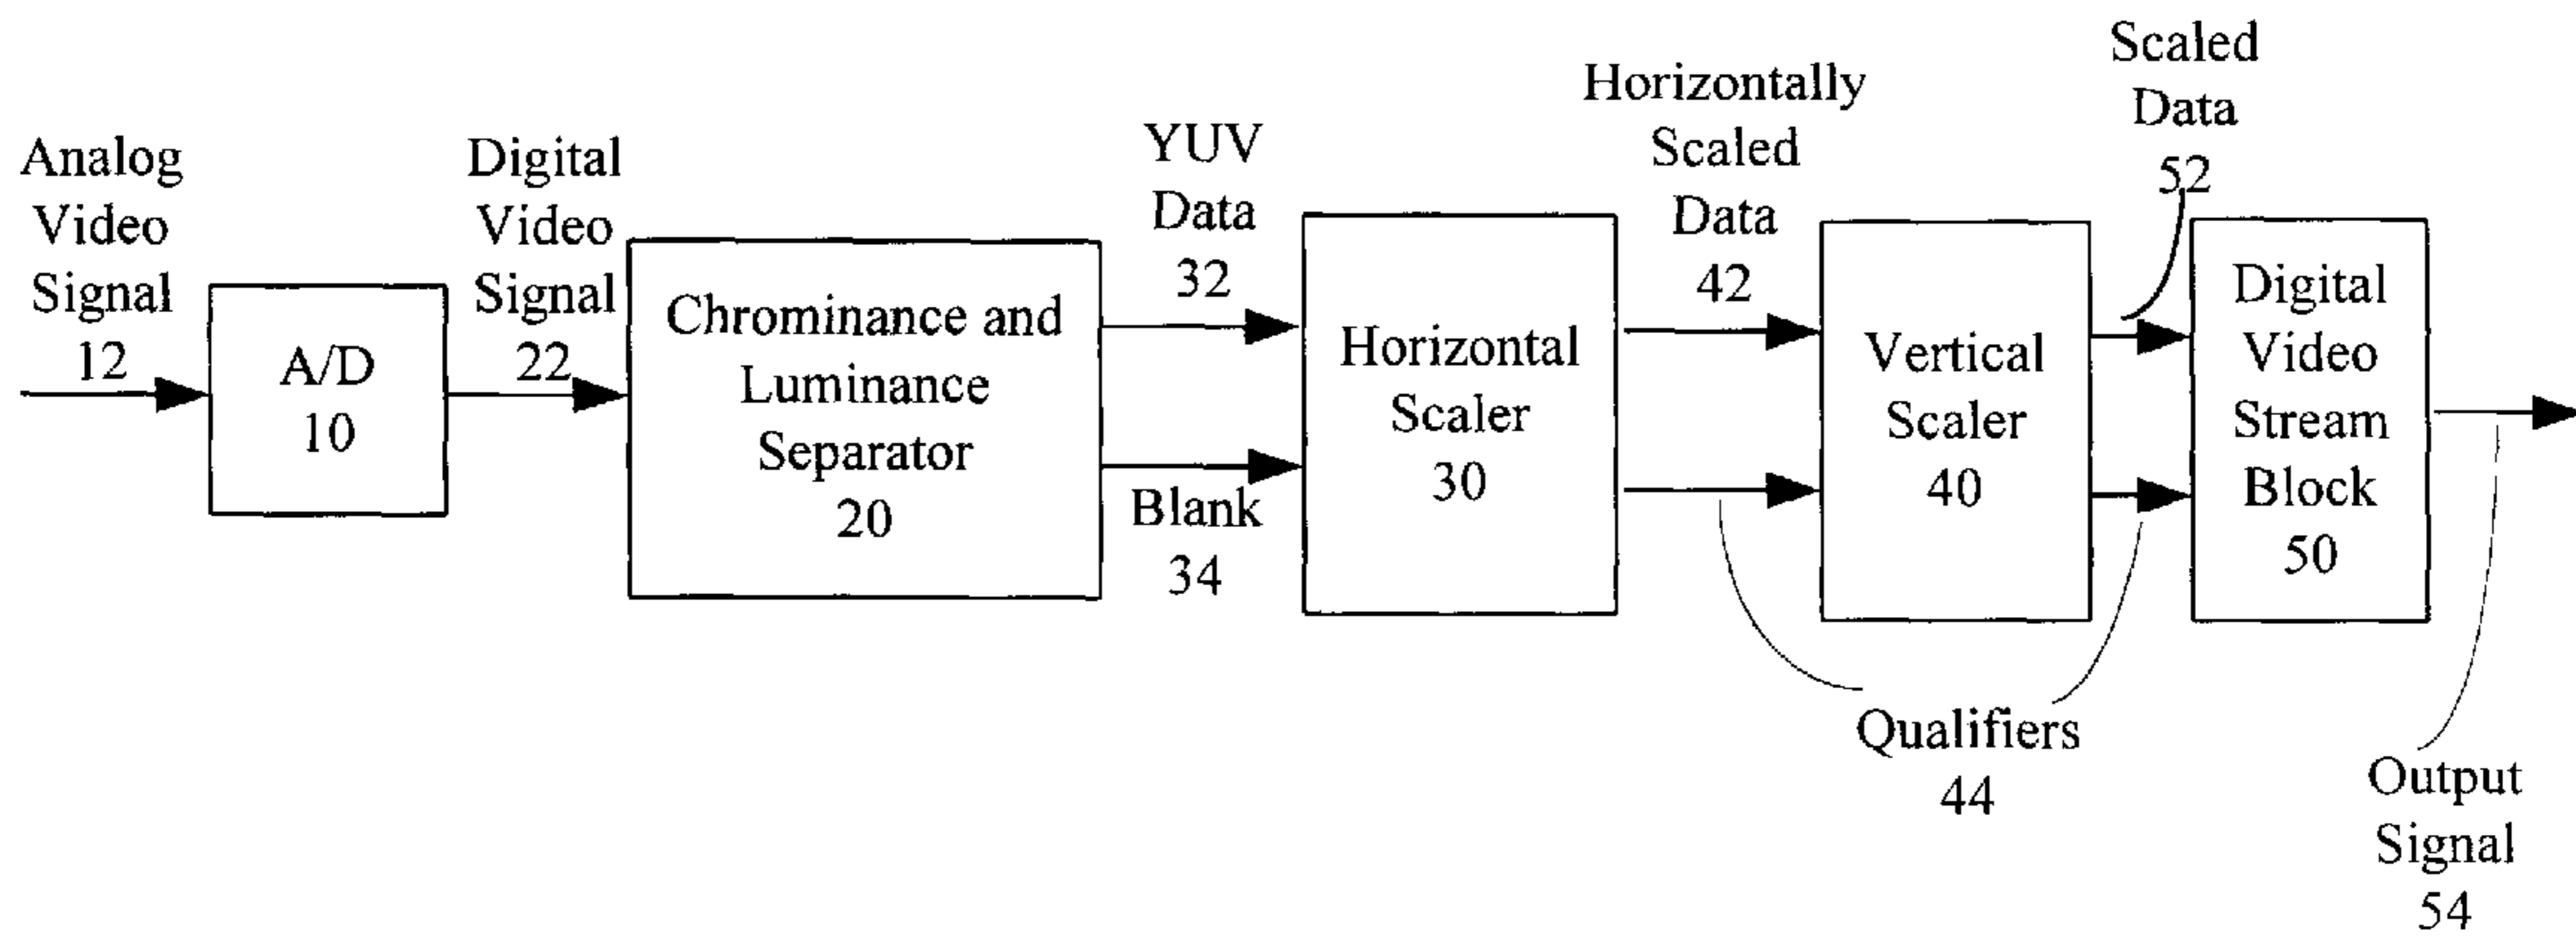 Analog
Video
Signal
12
A/D
10
Digital
Video
Signal
22
Chrominance and
Luminance
Separator
20
YUV
Data
32
Blank
34
Horizontal
Scaler
30
Horizontally
Scaled
Data
42
Vertical
Scaler
40
Qualifiers
44
Scaled
Data
52
Digital
Video
Stream
Block
50
Output
Signal
54